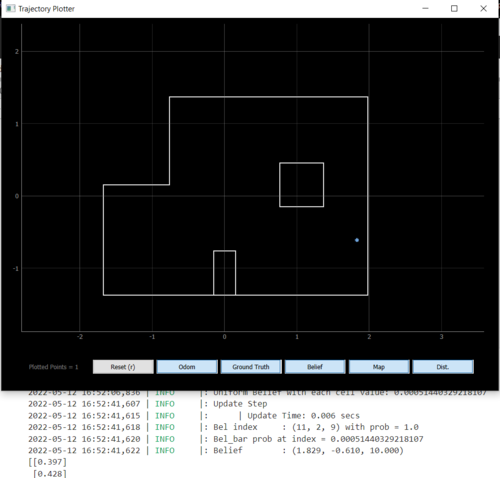 Trajectory Plotter
2
1
0
-1
-2 -1 0 1 2 3
Plotted Points = 1 Reset (r) Odom Ground Truth Belief Map Dist.
2022-05-12 16:52:06,836 | INFO |: Uniform Belief with each cell value: 0.00051440329218107
2022-05-12 16:52:41,607 | INFO |: Update Step
2022-05-12 16:52:41,615 | INFO |: | Update Time: 0.006 secs
2022-05-12 16:52:41,618 | INFO |: Bel index : (11, 2, 9) with prob = 1.0
2022-05-12 16:52:41,620 | INFO |: Bel_bar prob at index = 0.00051440329218107
2022-05-12 16:52:41,622 | INFO |: Belief : (1.829, -0.610, 10.000)
[[0.397]
[0.428]